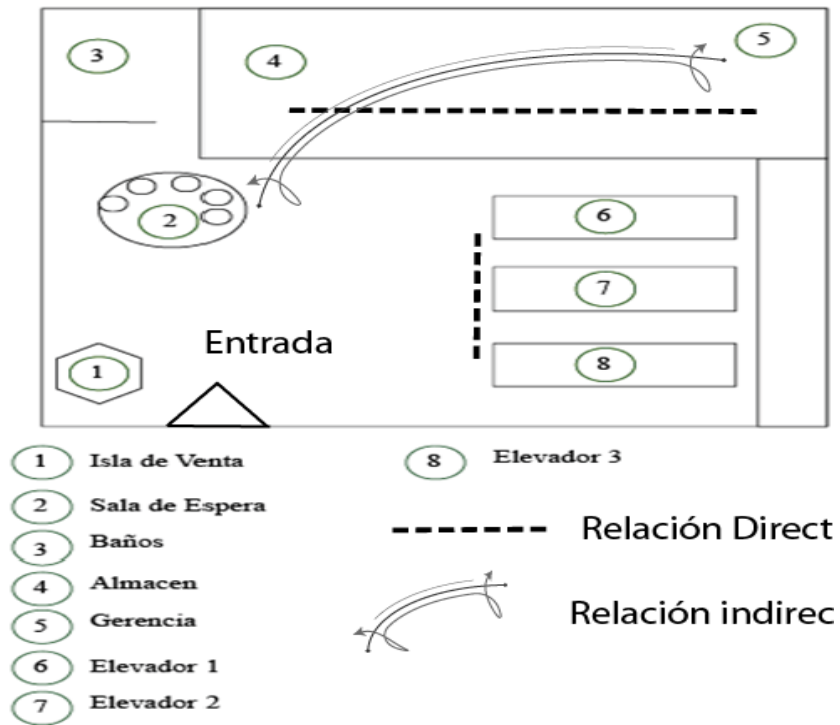 3
4
5
2
6
7
Entrada
1
8
1 Isla de Venta
8 Elevador 3
2 Sala de Espera
Relación Direct
3 Baños
4 Almacen
Relación indirec
5 Gerencia
6 Elevador 1
7 Elevador 2